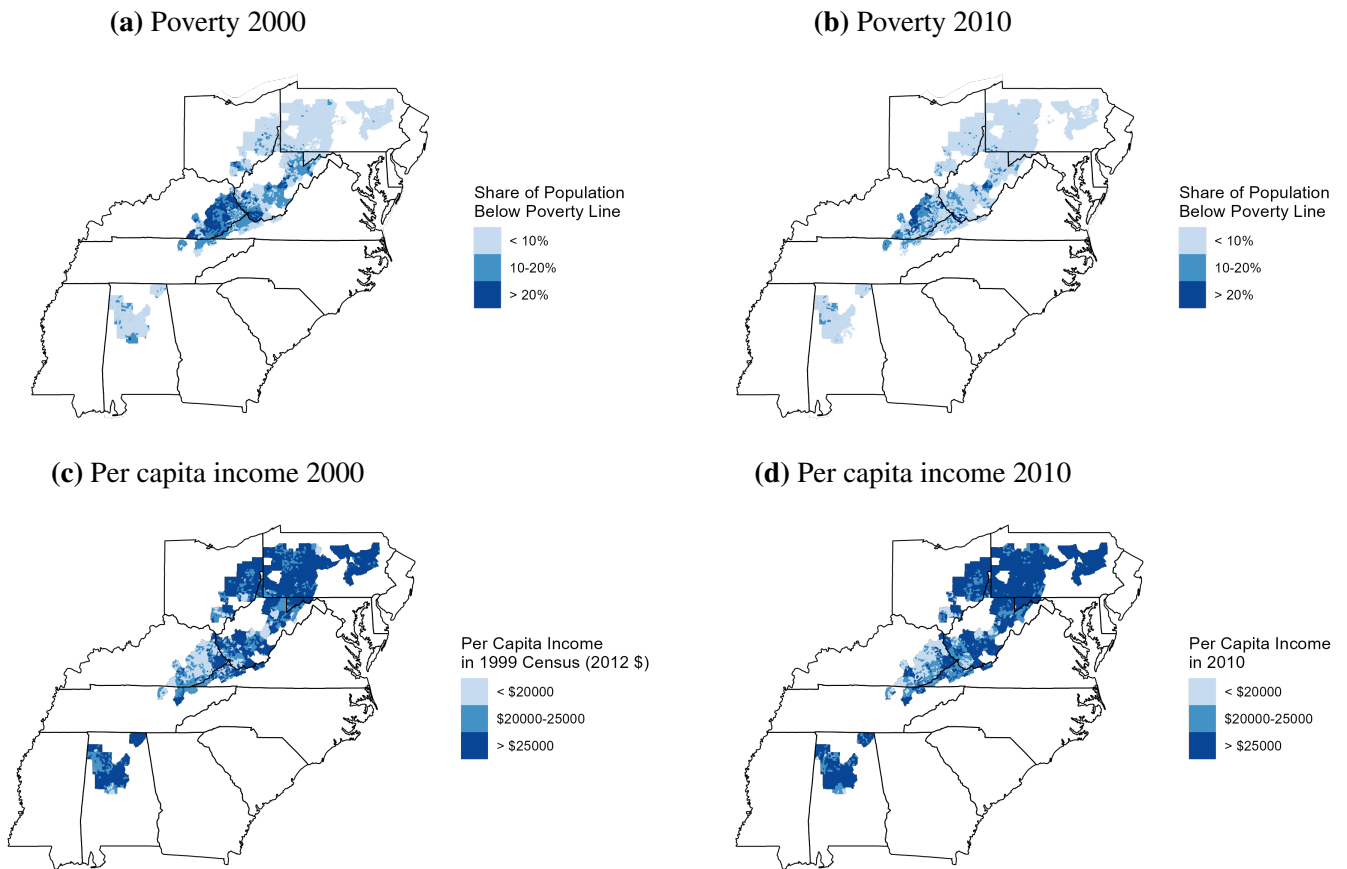 (a) Poverty 2000
Share of Population
Below Poverty Line
< 10%
10-20%
> 20%
(b) Poverty 2010
Share of Population
Below Poverty Line
< 10%
10-20%
> 20%
(c) Per capita income 2000
Per Capita Income
in 1999 Census (2012 $)
< $20000
$20000-25000
> $25000
(d) Per capita income 2010
Per Capita Income
in 2010
< $20000
$20000-25000
> $25000